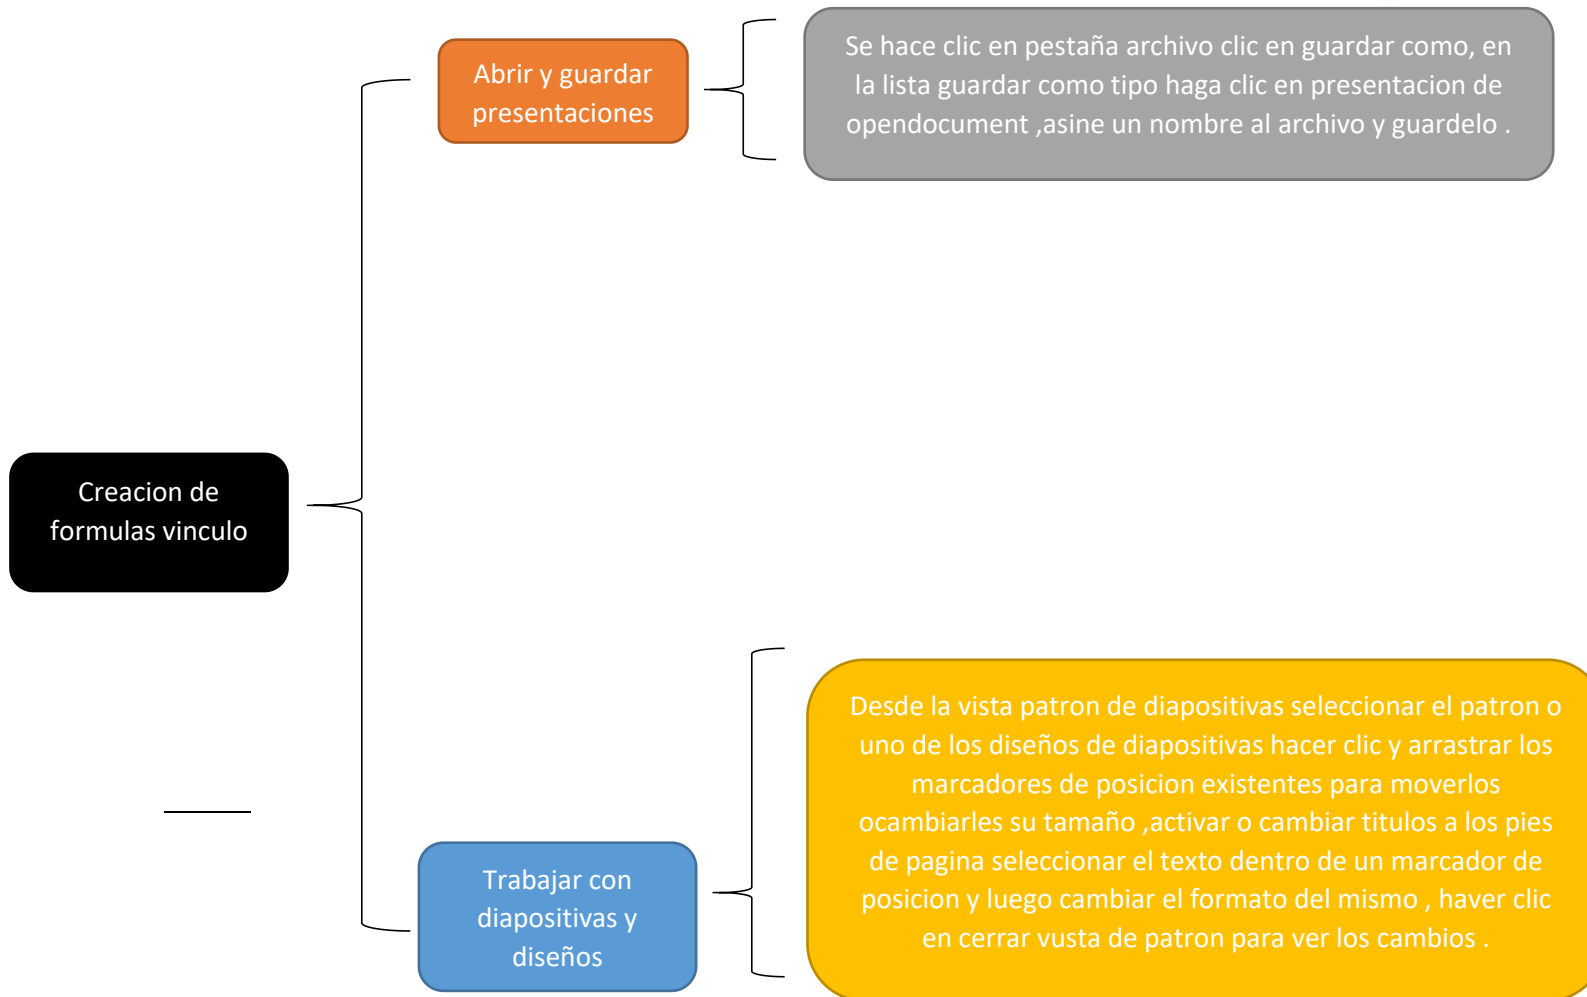 Abrir y guardar
presentaciones
Se hace clic en pestaña archivo clic en guardar como, en
la lista guardar como tipo haga clic en presentacion de
opendocument ,asine un nombre al archivo y guardelo .
Creacion de
formulas vinculo
Trabajar con
diapositivas y
diseños
Desde la vista patron de diapositivas seleccionar el patron o
uno de los diseños de diapositivas hacer clic y arrastrar los
marcadores de posicion existentes para moverlos
ocambiarles su tamaño ,activar o cambiar titulos a los pies
de pagina seleccionar el texto dentro de un marcador de
posicion y luego cambiar el formato del mismo , haver clic
en cerrar vusta de patron para ver los cambios .